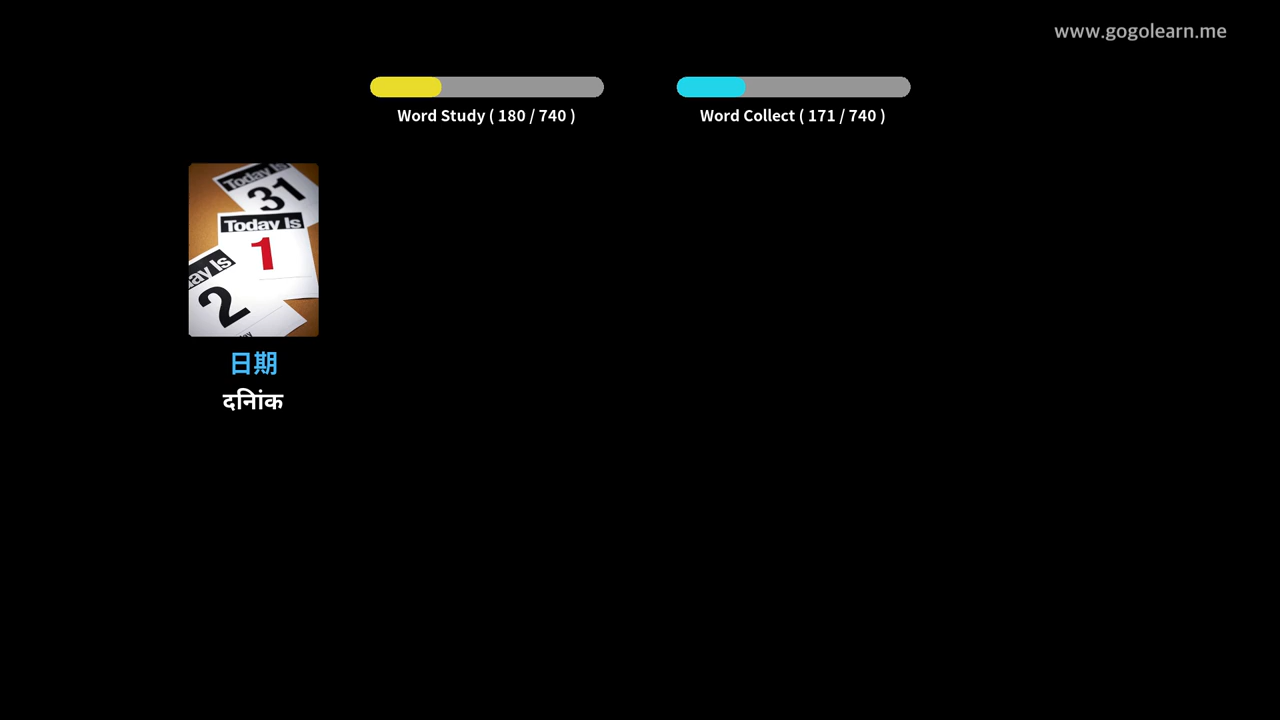 www.gogolearn.me
Word Study ( 180 / 740 )
Word Collect ( 171 / 740 )
Today Is
31
Today Is
1
ay Is
2
日期
दिनांक